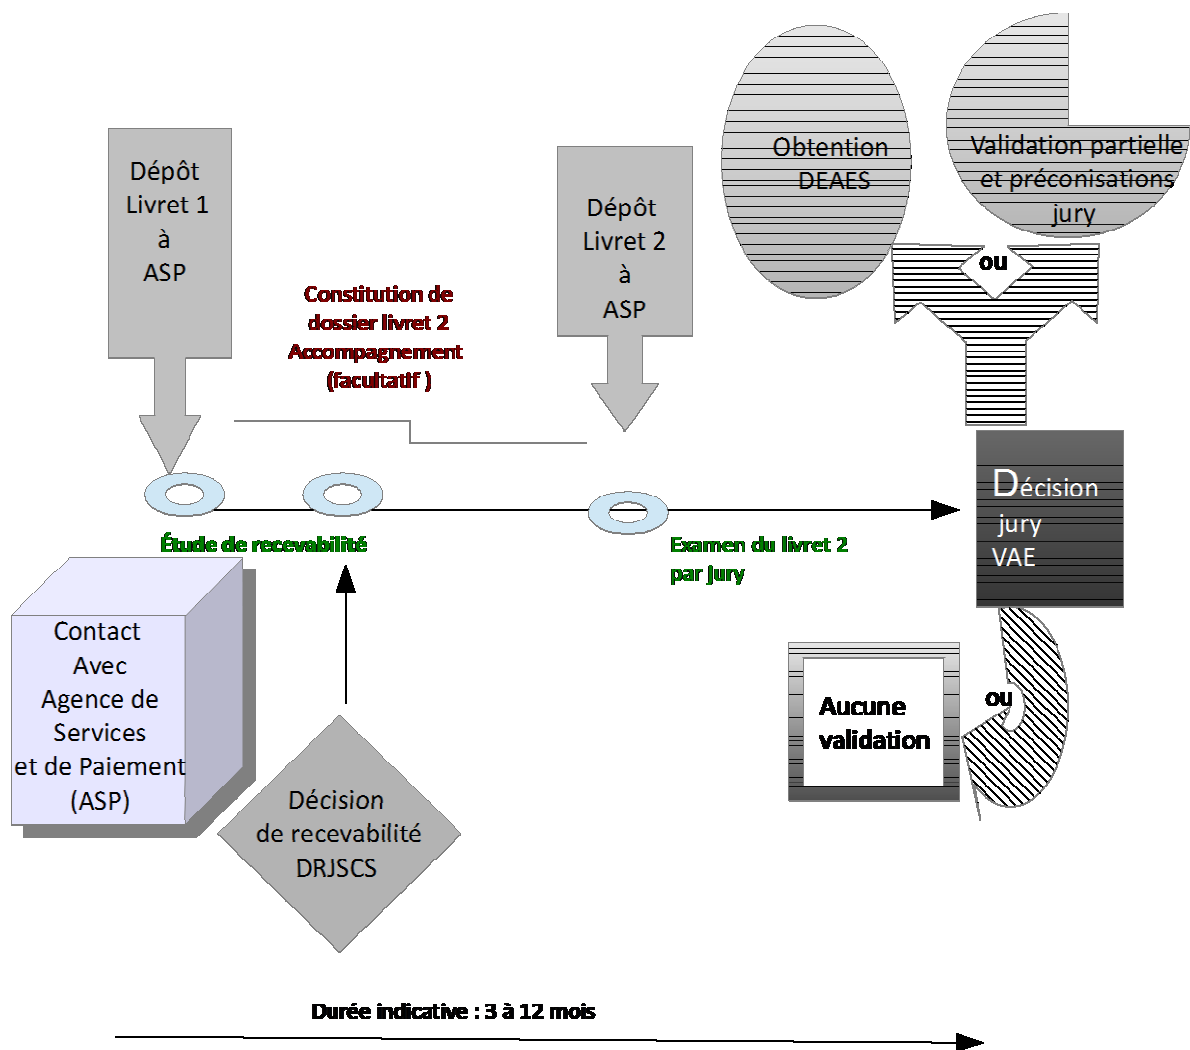 Dépôt
Livret 1
à
ASP
Constitution de
dossier livret 2
Accompagnement
(facultatif )
Dépôt
Livret 2
à
ASP
Obtention
DEAES
Validation partielle
et préconisations
jury
ou
Étude de recevabilité
Examen du livret 2
par jury
Décision
jury
VAE
Contact
Avec
Agence de
Services
et de Paiement
(ASP)
Décision
de recevabilité
DRJSCS
Aucune
validation
ou
Durée indicative : 3 à 12 mois